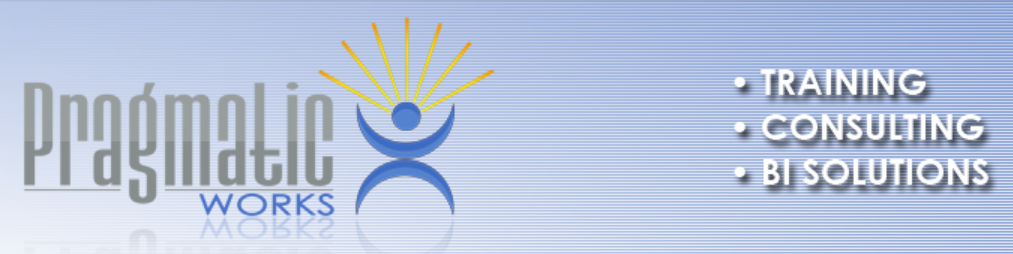 Pragmatic
WORKS
• TRAINING
• CONSULTING
• BI SOLUTIONS